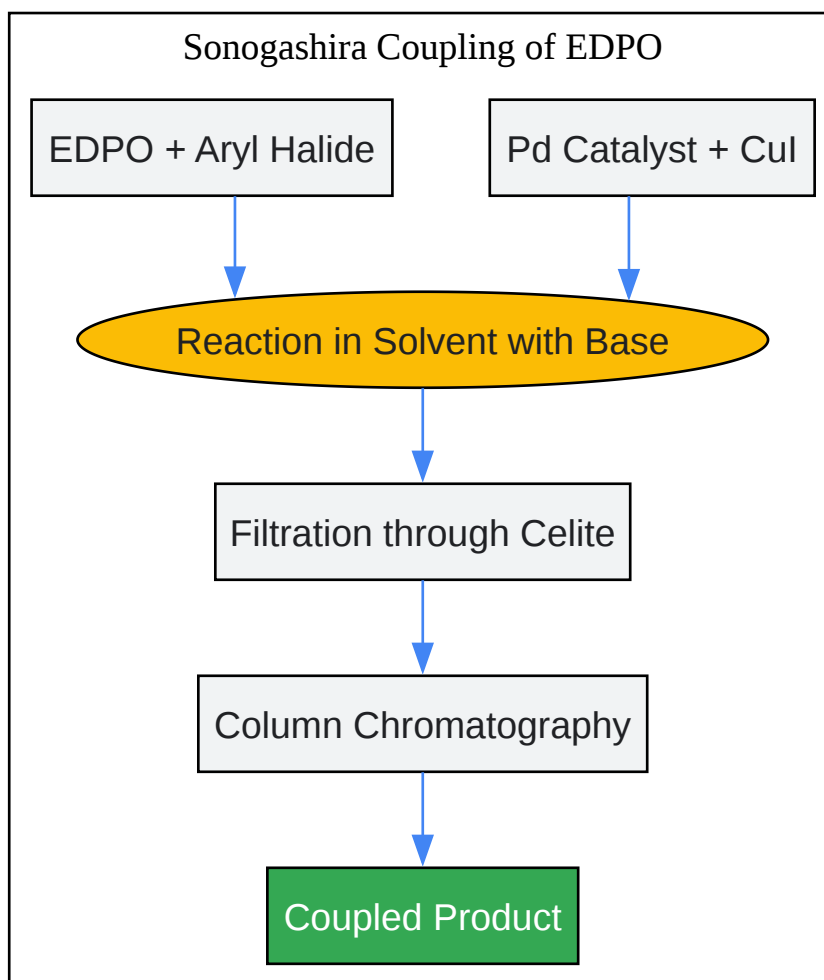 Sonogashira Coupling of EDPO
EDPO + Aryl Halide
Pd Catalyst + CuI
Reaction in Solvent with Base
Filtration through Celite
Column Chromatography
Coupled Product